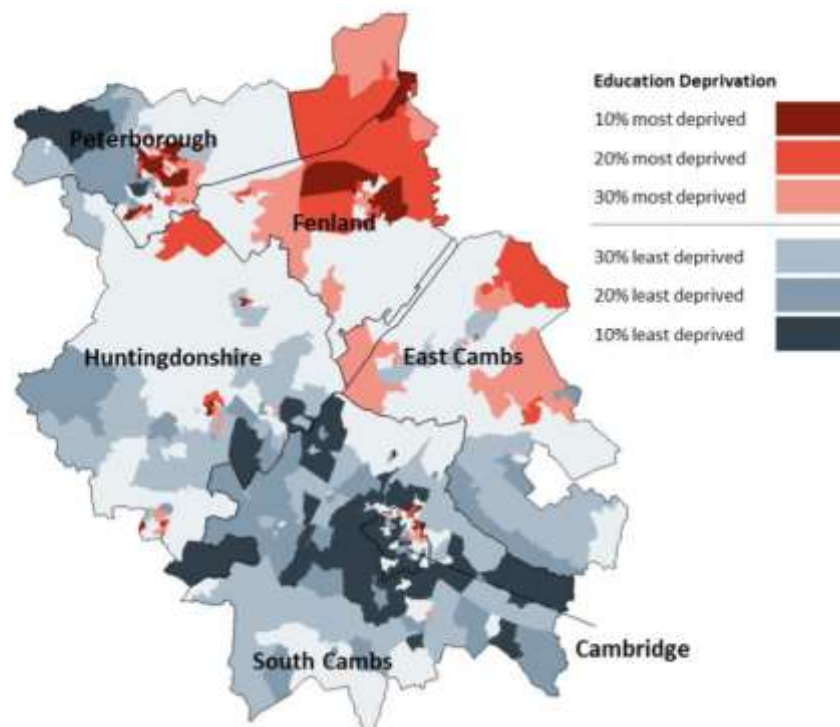 Education Deprivation
10% most deprived
20% most deprived
30% most deprived
30% least deprived
20% least deprived
10% least deprived
Peterborough
Fenland
Huntingdonshire
East Cambs
South Cambs
Cambridge